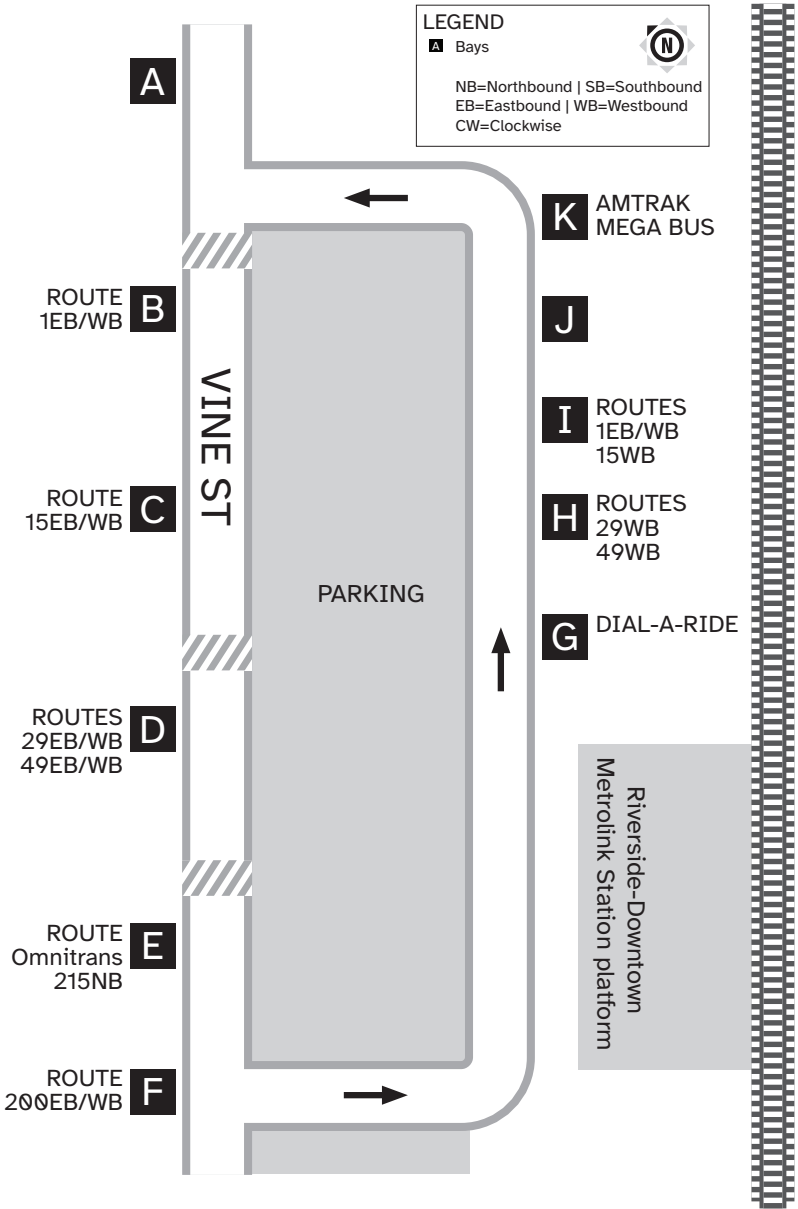 LEGEND
A Bays
N
NB=Northbound | SB=Southbound
EB=Eastbound | WB=Westbound
CW=Clockwise
A
K AMTRAK
MEGA BUS
ROUTE
1EB/WB
B
J
VINE ST
I ROUTES
1EB/WB
15WB
ROUTE
15EB/WB
C
H ROUTES
29WB
49WB
PARKING
G DIAL-A-RIDE
ROUTES
29EB/WB
49EB/WB
D
Riverside-Downtown
Metrolink Station platform
ROUTE
Omnitrans
215NB
E
ROUTE
200EB/WB
F